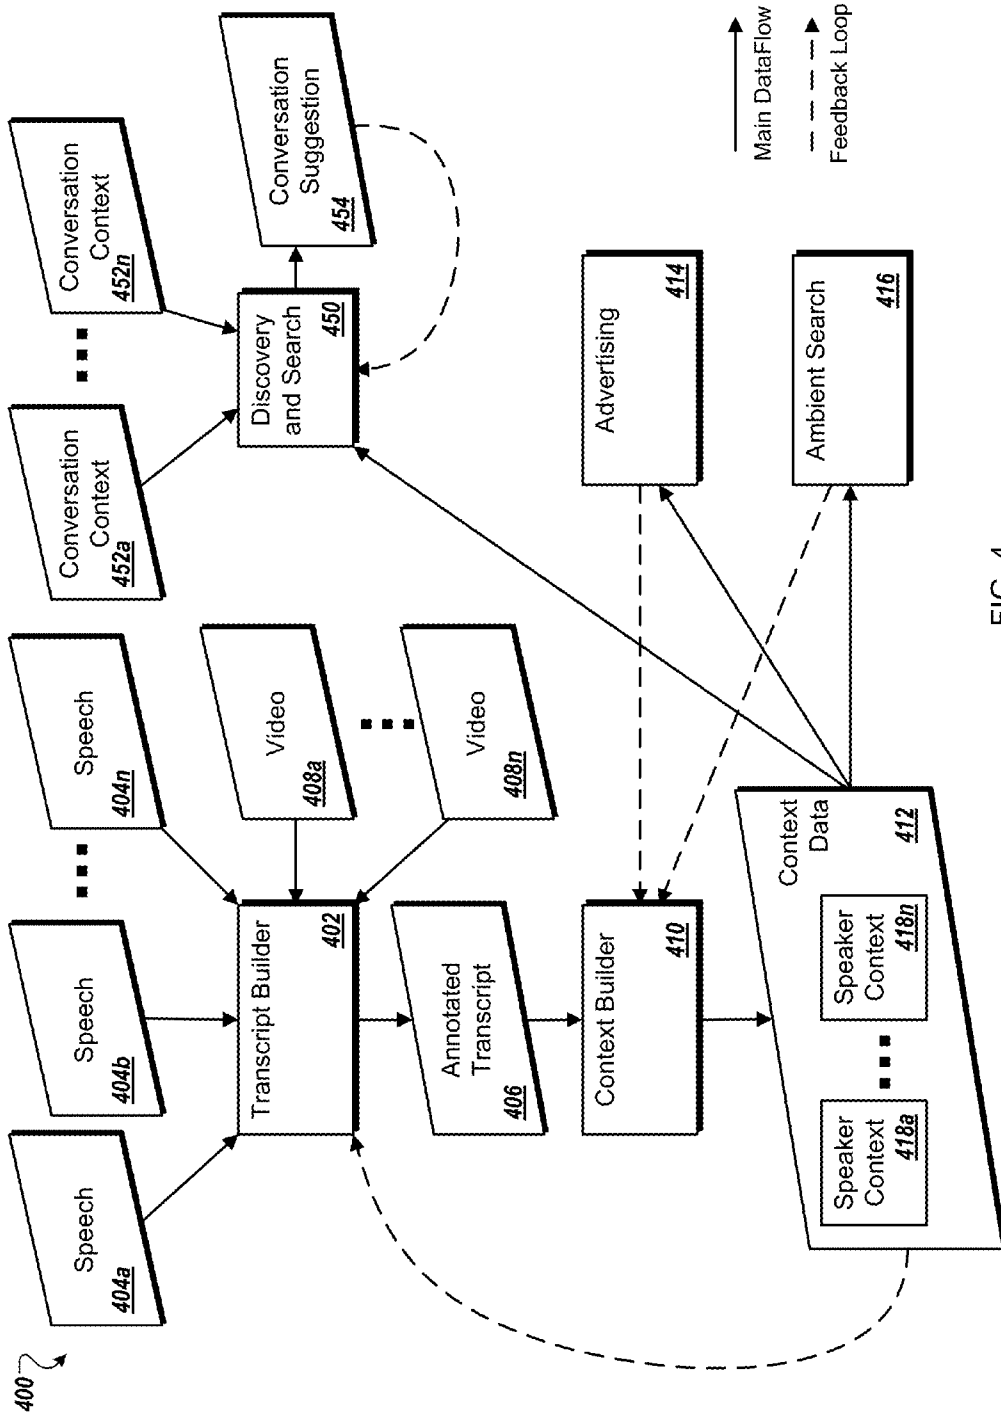 400
Speech
404a
Speech
404b
Speech
404n
Conversation
Context
452a
Conversation
Context
452n
Transcript Builder
402
Video
408a
Video
408n
Discovery
and Search
450
Conversation
Suggestion
454
Annotated
Transcript
406
Context Builder
410
Advertising
414
Ambient Search
416
Context
Data
412
Speaker
Context
418a
Speaker
Context
418n
Main DataFlow
Feedback Loop
FIG. 4